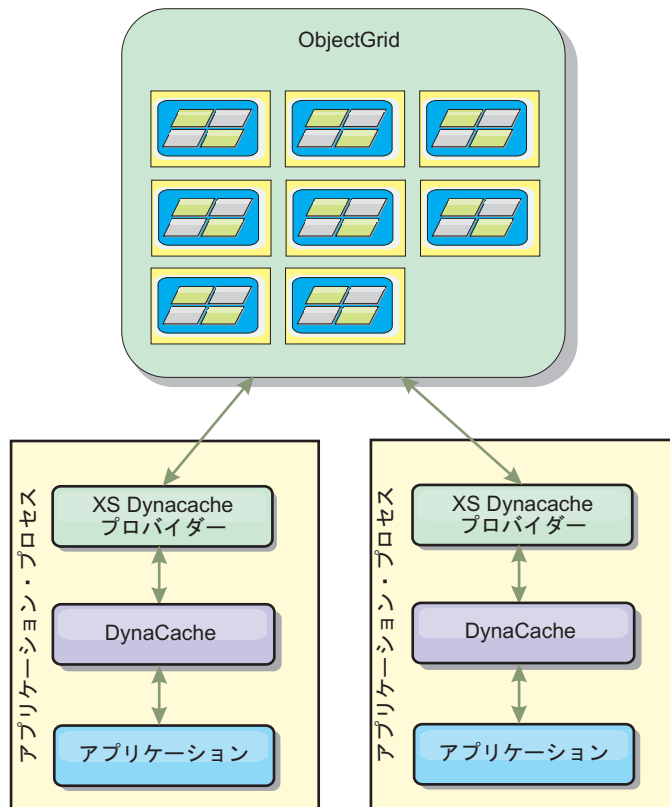 ObjectGrid
アプリケーション・プロセス
XS Dynacache
プロバイダー
DynaCache
アプリケーション
アプリケーション・プロセス
XS Dynacache
プロバイダー
DynaCache
アプリケーション